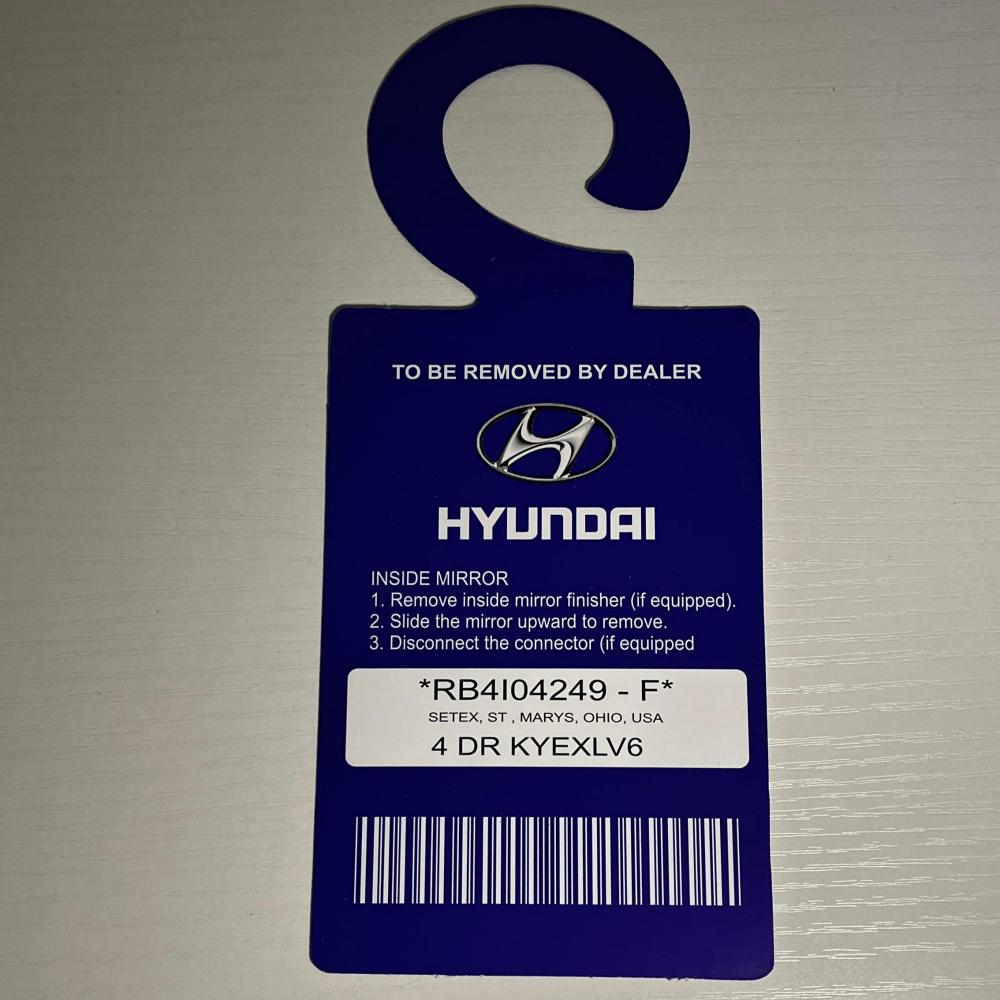 TO BE REMOVED BY DEALER
HYUNDAI
INSIDE MIRROR
1. Remove inside mirror finisher (if equipped).
2. Slide the mirror upward to remove.
3. Disconnect the connector (if equipped
*RB4I04249 - F*
SETEX, ST , MARYS, OHIO, USA
4 DR KYEXLV6